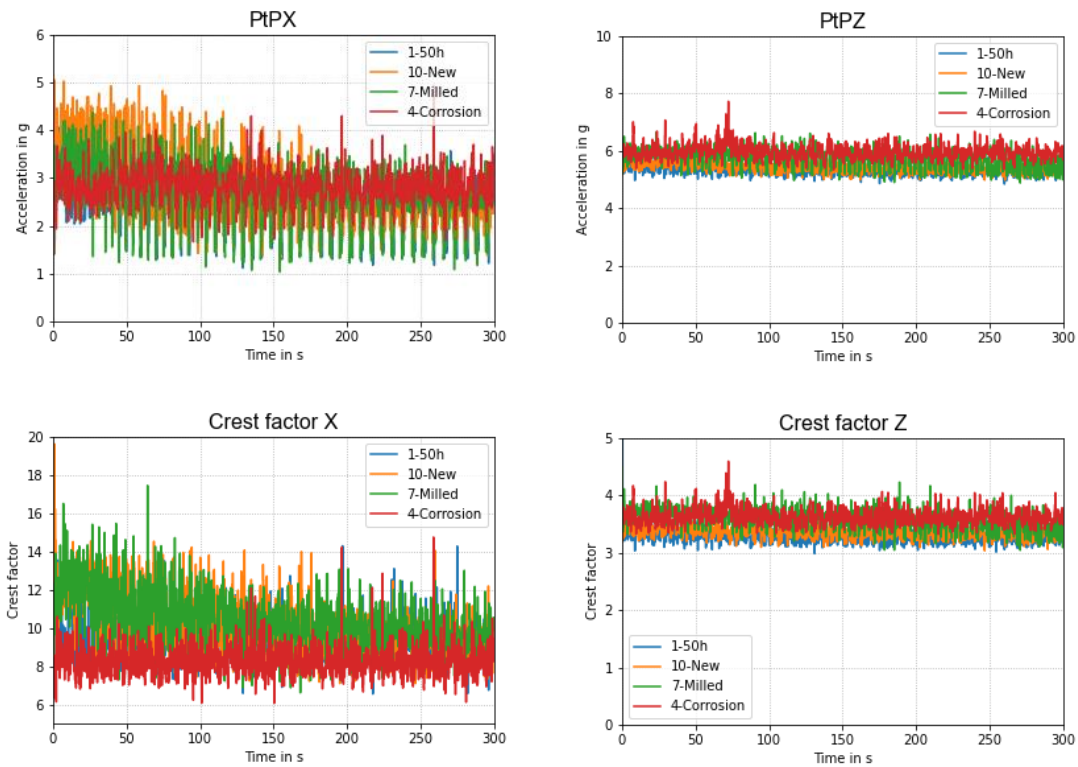 PtPX
6
5
4
3
2
1
0
Acceleration in g
1-50h
10-New
7-Milled
4-Corrosion
0 50 100 150 200 250 300
Time in s
PtPZ
10
8
6
4
2
0
Acceleration in g
1-50h
10-New
7-Milled
4-Corrosion
0 50 100 150 200 250 300
Time in s
Crest factor X
20
18
16
14
12
10
8
6
Crest factor
1-50h
10-New
7-Milled
4-Corrosion
0 50 100 150 200 250 300
Time in s
Crest factor Z
5
4
3
2
1
0
Crest factor
1-50h
10-New
7-Milled
4-Corrosion
0 50 100 150 200 250 300
Time in s